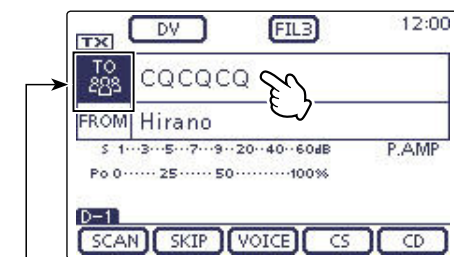 DV FIL3 12:00
TX
TO CQCQCQ
FROM Hirano
S 1···3···5···7···9··20··40··60dB P.AMP
Po 0······ 25 ······ 50 ··········100%
D-1
SCAN SKIP VOICE CS CD